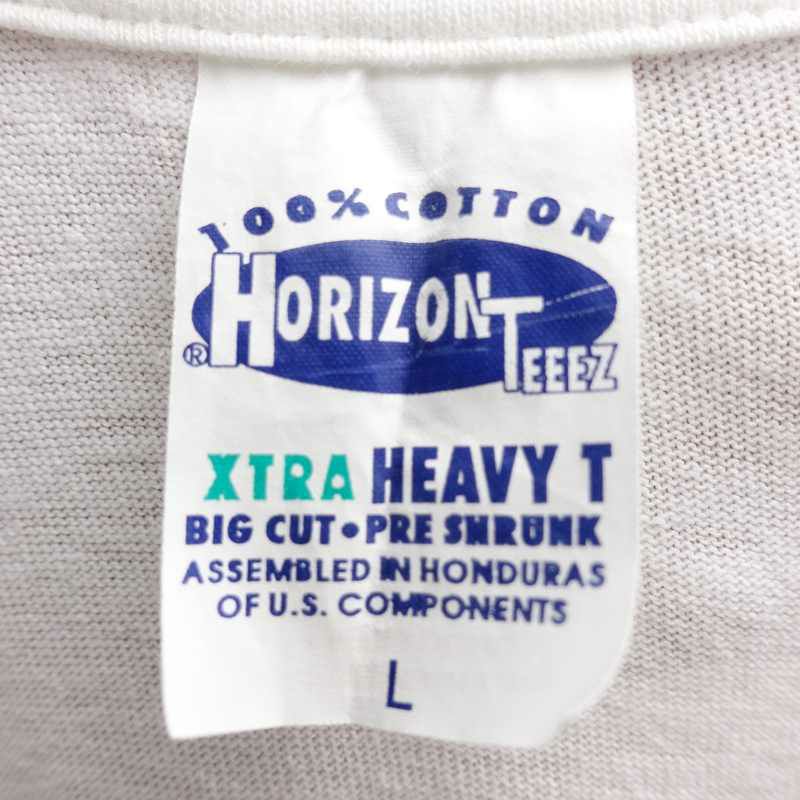 100% COTTON
HORIZON TEEEZ
®
XTRA HEAVY T
BIG CUT • PRE SHRUNK
ASSEMBLED IN HONDURAS
OF U.S. COMPONENTS
L